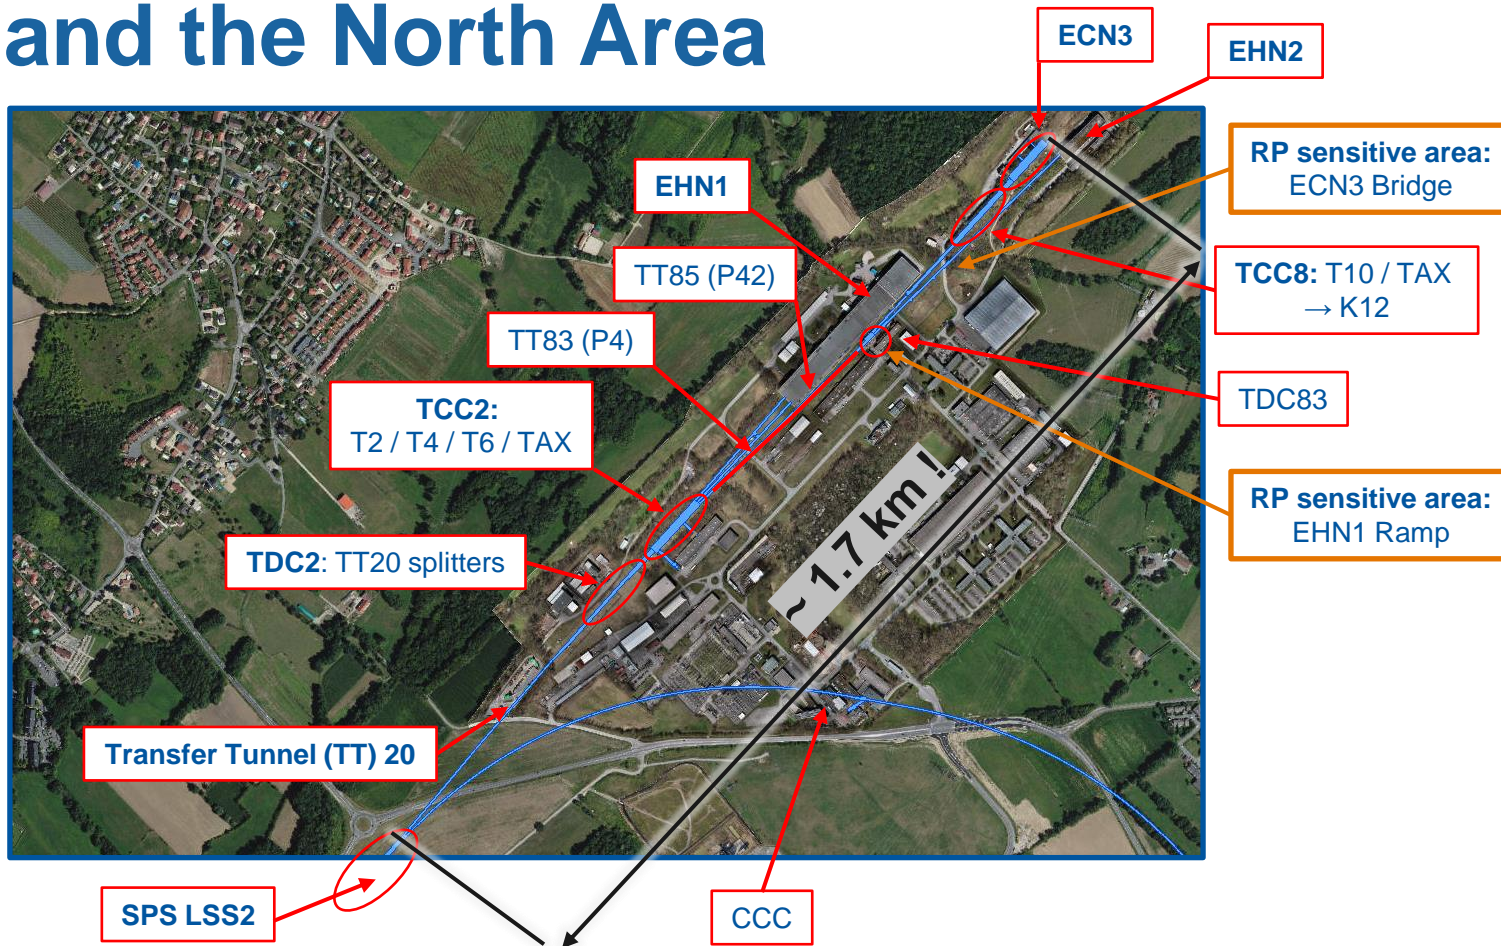 and the North Area
ECN3
EHN2
RP sensitive area:
ECN3 Bridge
EHN1
TT85 (P42)
TCC8: T10 / TAX
→ K12
TT83 (P4)
TDC83
TCC2:
T2 / T4 / T6 / TAX
~ 1.7 km !
RP sensitive area:
EHN1 Ramp
TDC2: TT20 splitters
Transfer Tunnel (TT) 20
SPS LSS2
CCC